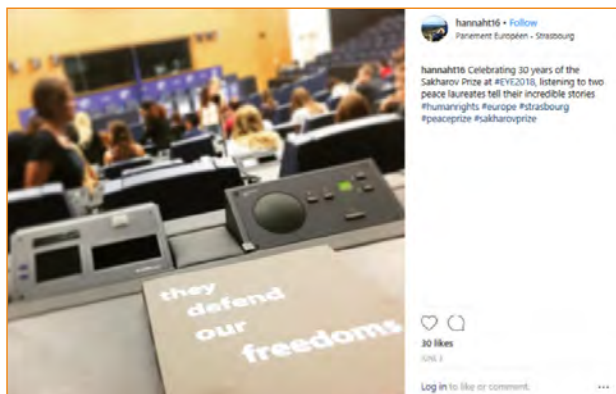 hannaht16 • Follow
Parlement Européen - Strasbourg
hannaht16 Celebrating 30 years of the
Sakharov Prize at #EYE2018, listening to two
peace laureates tell their incredible stories
#humanrights #europe #strasbourg
#peaceprize #sakharovprize
they
defend
our
freedoms
30 likes
JUNE 3
Log in to like or comment.